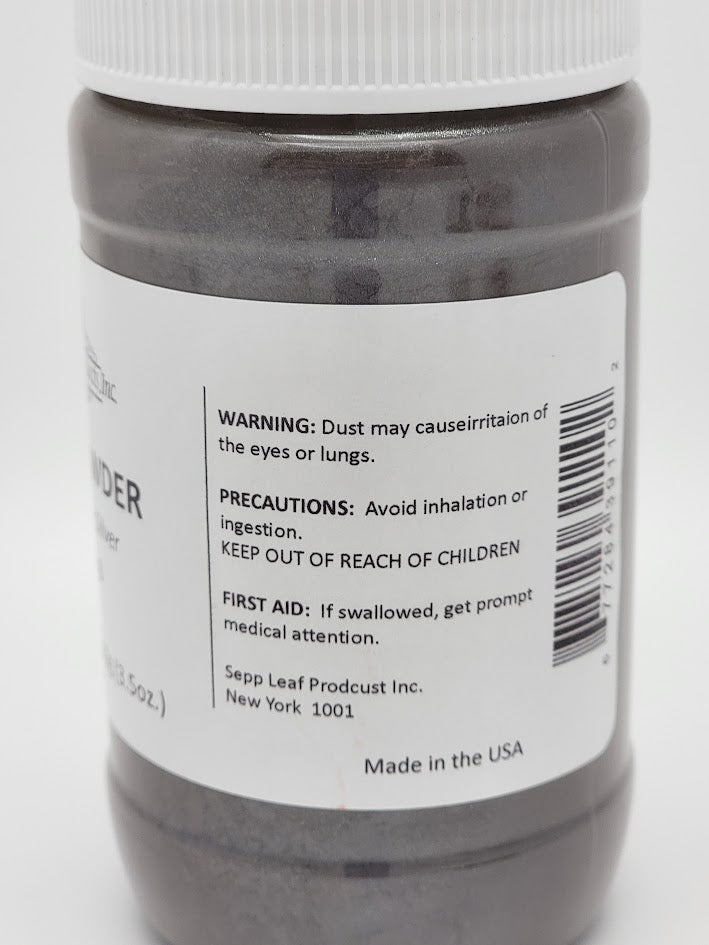 Inc.
WARNING: Dust may causeirritaion of
the eyes or lungs.
PRECAUTIONS: Avoid inhalation or
ingestion.
KEEP OUT OF REACH OF CHILDREN
FIRST AID: If swallowed, get prompt
medical attention.
Sepp Leaf Prodcust Inc.
New York 1001
Made in the USA
WDER
(3.5oz.)